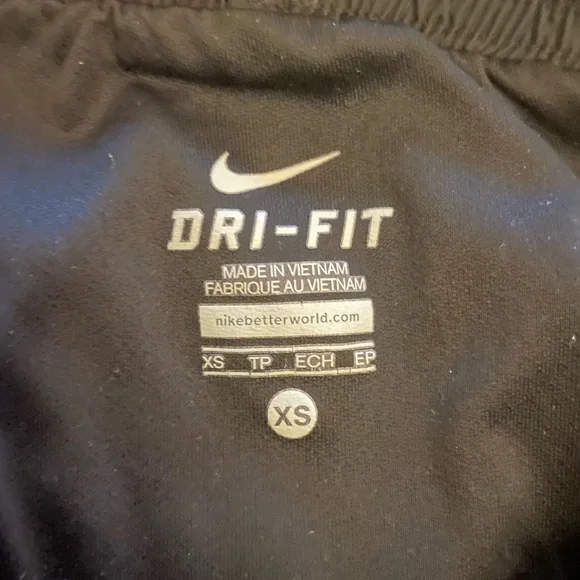 DRI-FIT
MADE IN VIETNAM
FABRIQUE AU VIETNAM
nikebetterworld.com
XS TP ECH EP
XS